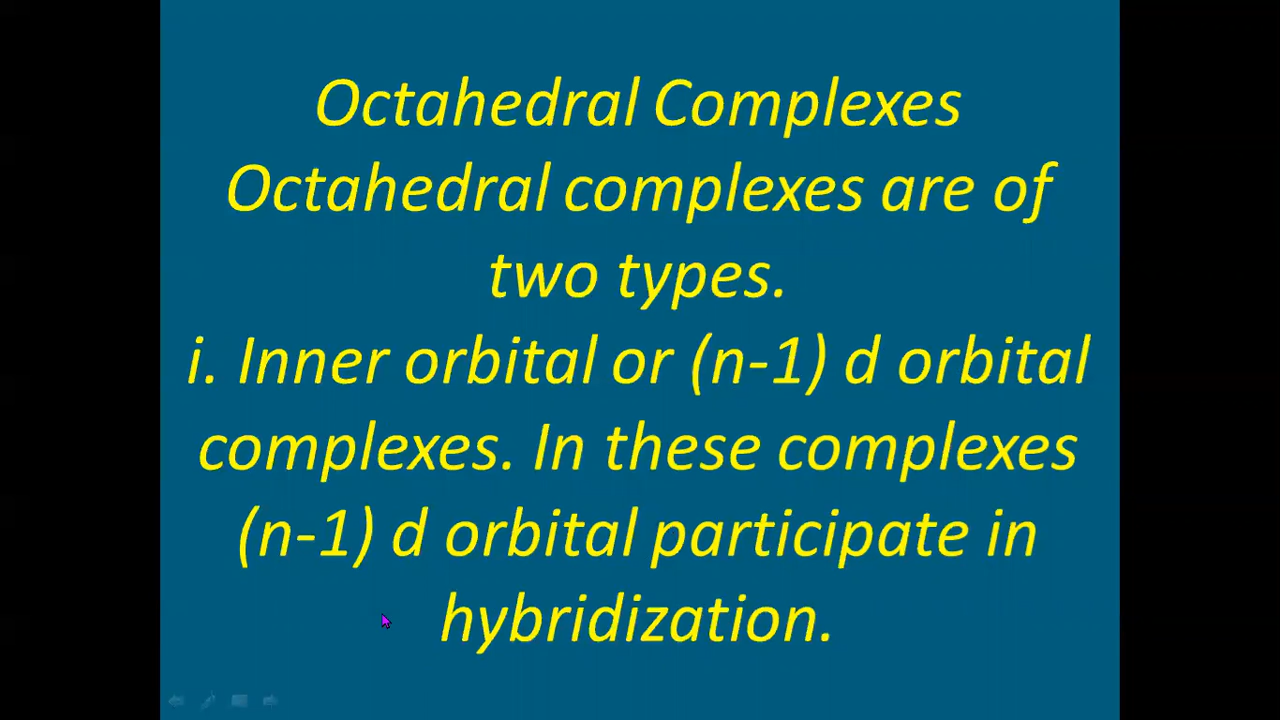 Octahedral Complexes
Octahedral complexes are of
two types.
i. Inner orbital or (n-1) d orbital
complexes. In these complexes
(n-1) d orbital participate in
hybridization.